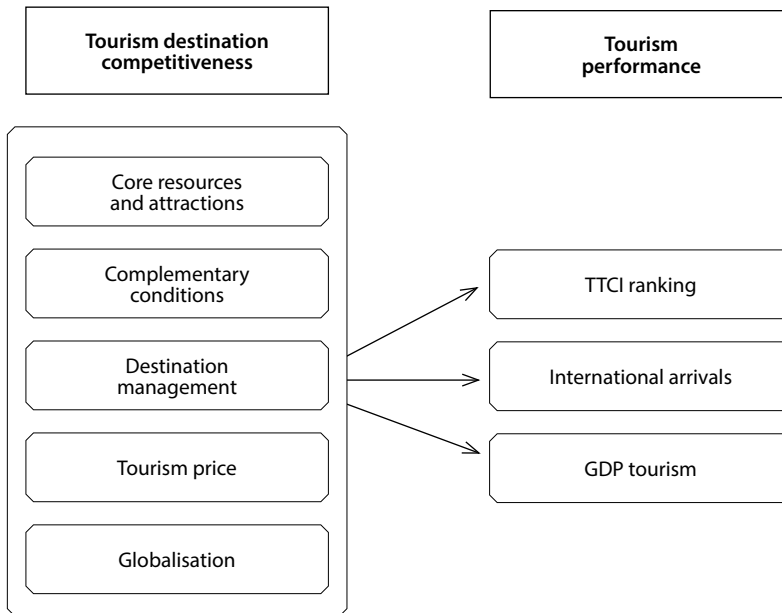 Tourism destination
competitiveness
Tourism
performance
Core resources
and attractions
Complementary
conditions
Destination
management
Tourism price
Globalisation
TTCI ranking
International arrivals
GDP tourism